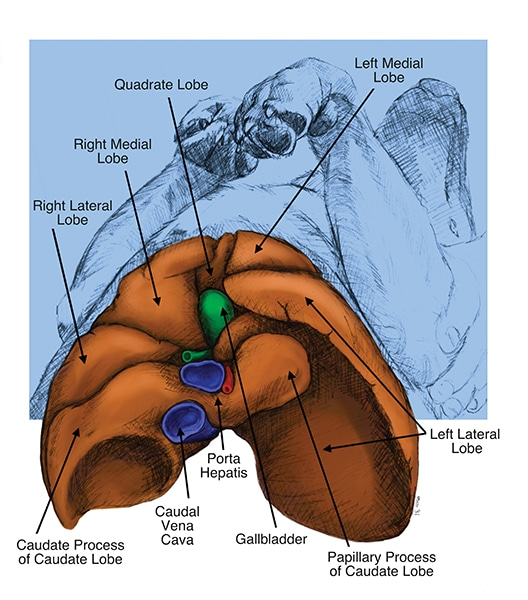 Left Medial
Lobe
Quadrate Lobe
Right Medial
Lobe
Right Lateral
Lobe
Left Lateral
Lobe
Porta
Hepatis
Caudal
Vena
Cava
Gallbladder
Caudate Process
of Caudate Lobe
Papillary Process
of Caudate Lobe